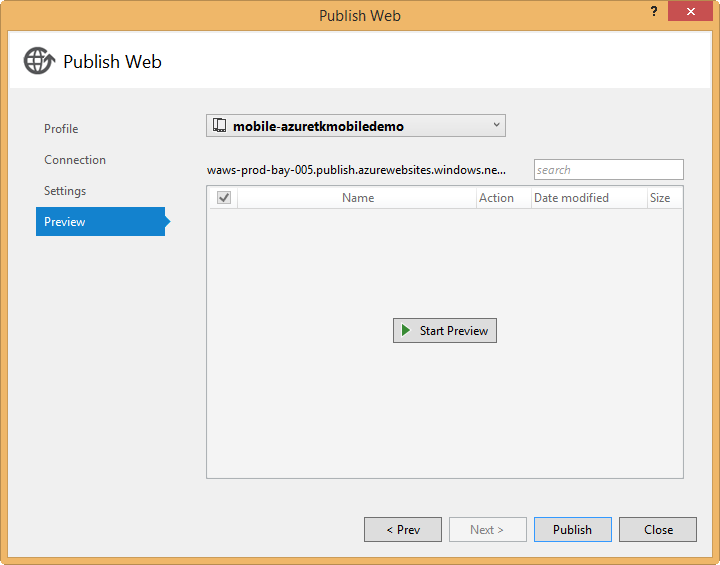 Publish Web
?
Publish Web
Profile
Connection
Settings
Preview
mobile-azuretkmobiledemo
waws-prod-bay-005.publish.azurewebsites.windows.ne...
search
Name Action Date modified Size
Start Preview
< Prev Next > Publish Close